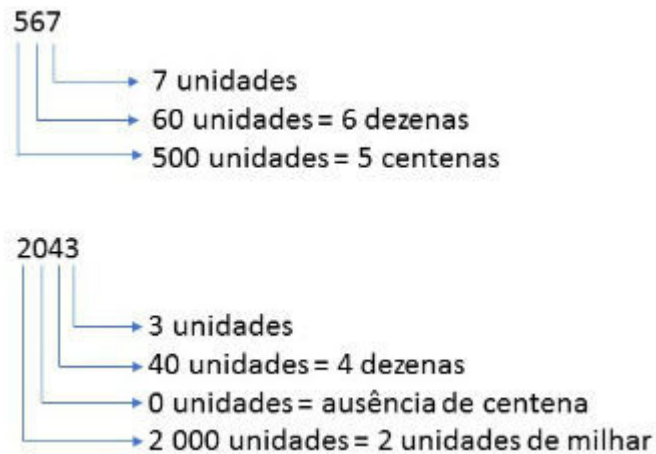 567
7 unidades
60 unidades = 6 dezenas
500 unidades = 5 centenas
2043
3 unidades
40 unidades = 4 dezenas
0 unidades = ausência de centena
2 000 unidades = 2 unidades de milhar